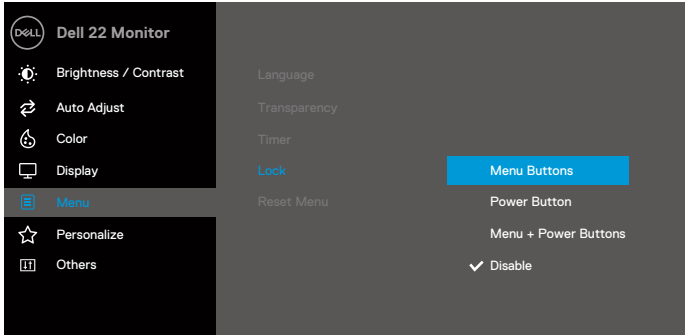 DELL
Dell 22 Monitor
Brightness / Contrast
Auto Adjust
Color
Display
Menu
Personalize
Others
Language
Transparency
Timer
Lock
Reset Menu
Menu Buttons
Power Button
Menu + Power Buttons
Disable